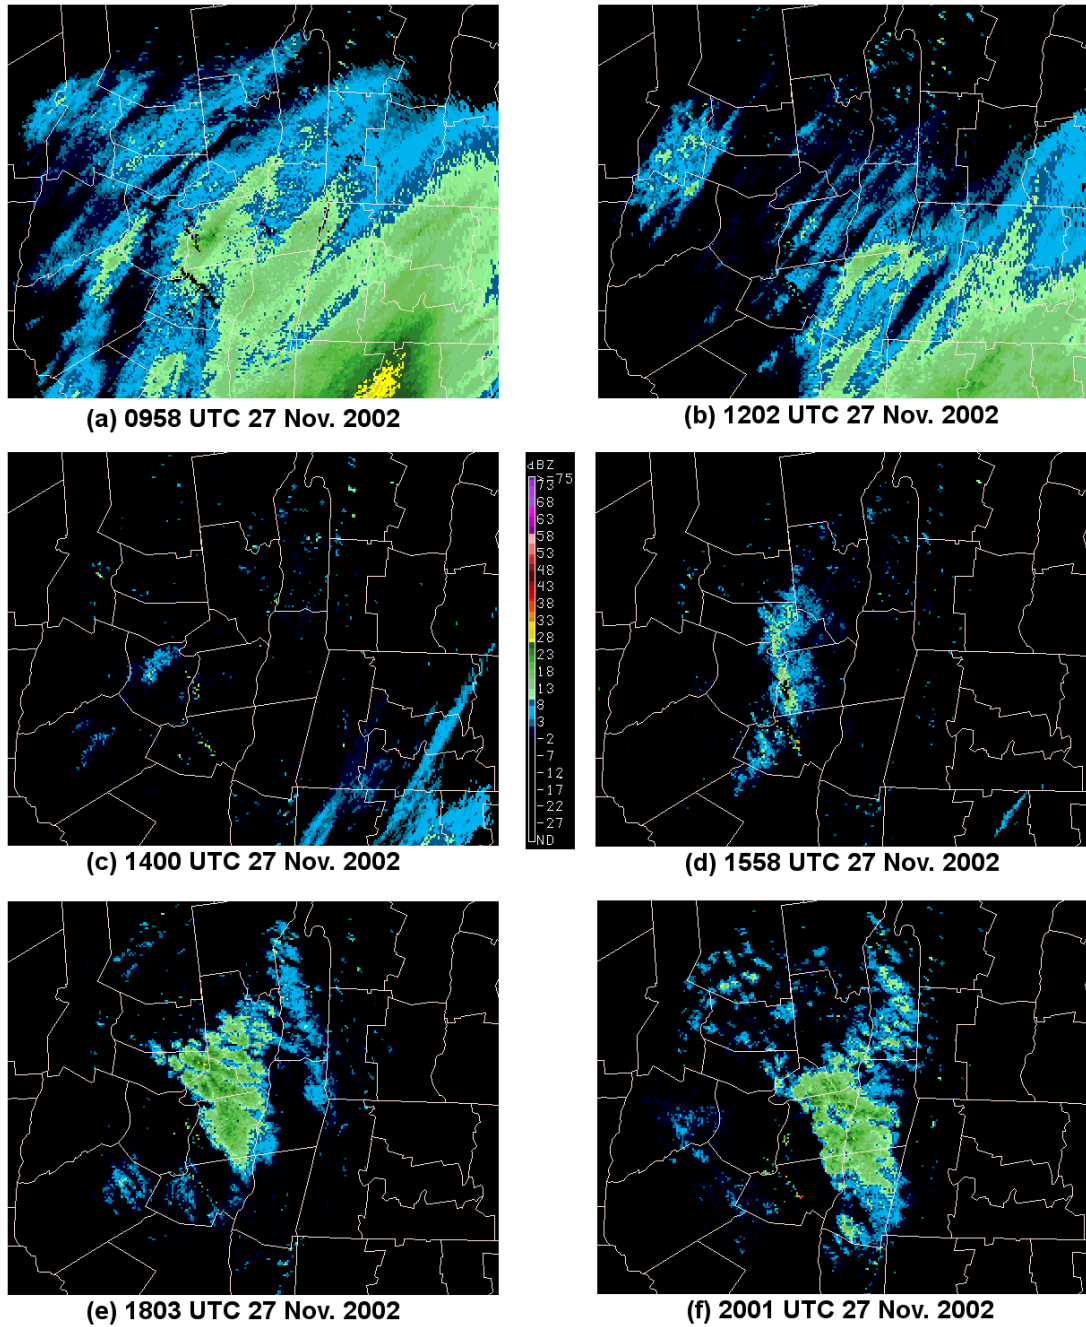 (a) 0958 UTC 27 Nov. 2002
(b) 1202 UTC 27 Nov. 2002
dBZ
>=75
73
68
63
58
53
48
43
38
33
28
23
18
13
8
3
-2
-7
-12
-17
-22
-27
ND
(c) 1400 UTC 27 Nov. 2002
(d) 1558 UTC 27 Nov. 2002
(e) 1803 UTC 27 Nov. 2002
(f) 2001 UTC 27 Nov. 2002